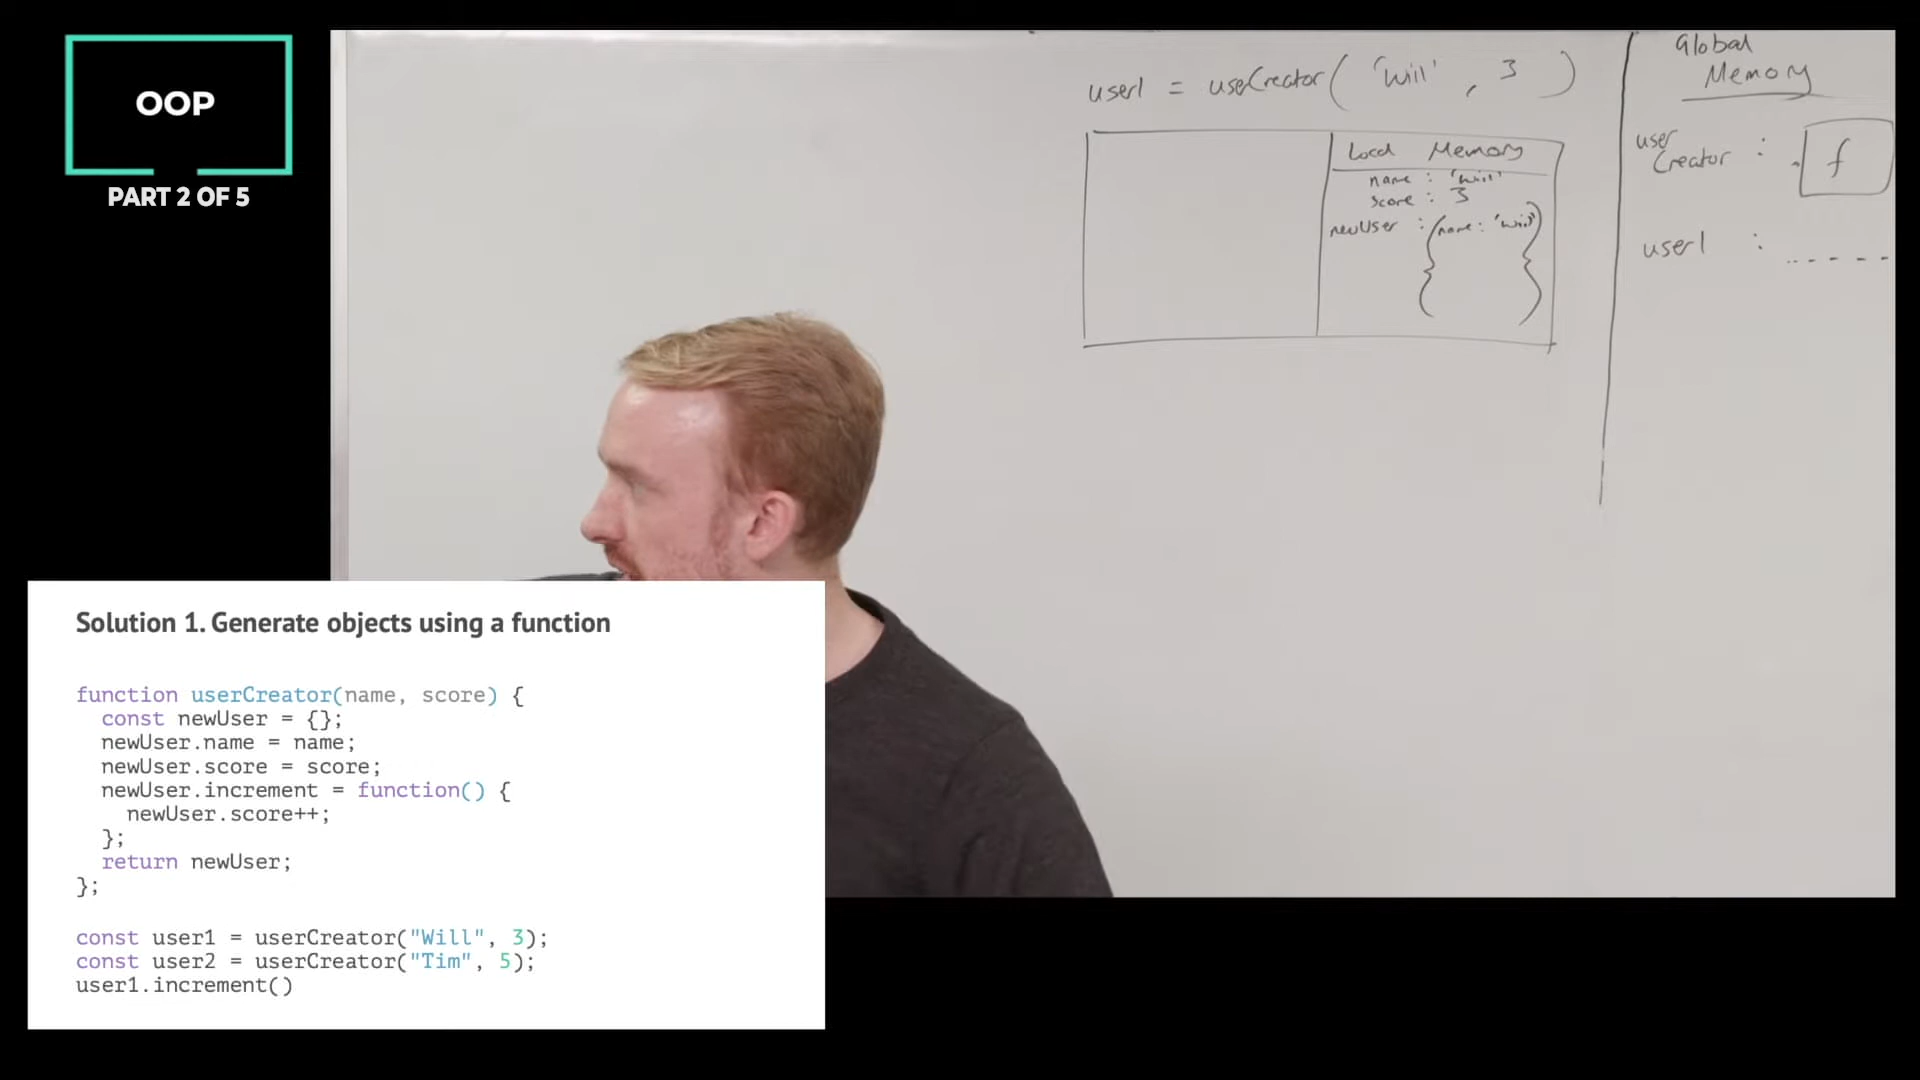 OOP
PART 2 OF 5
user1 = userCreator( 'Will' , 3 )
Local Memory
name : 'Will'
score : 3
newUser : { name : 'Will' }
Global
Memory
user
Creator : f
user1 : ------
Solution 1. Generate objects using a function
function userCreator(name, score) {
  const newUser = {};
  newUser.name = name;
  newUser.score = score;
  newUser.increment = function() {
    newUser.score++;
  };
  return newUser;
};
const user1 = userCreator("Will", 3);
const user2 = userCreator("Tim", 5);
user1.increment()